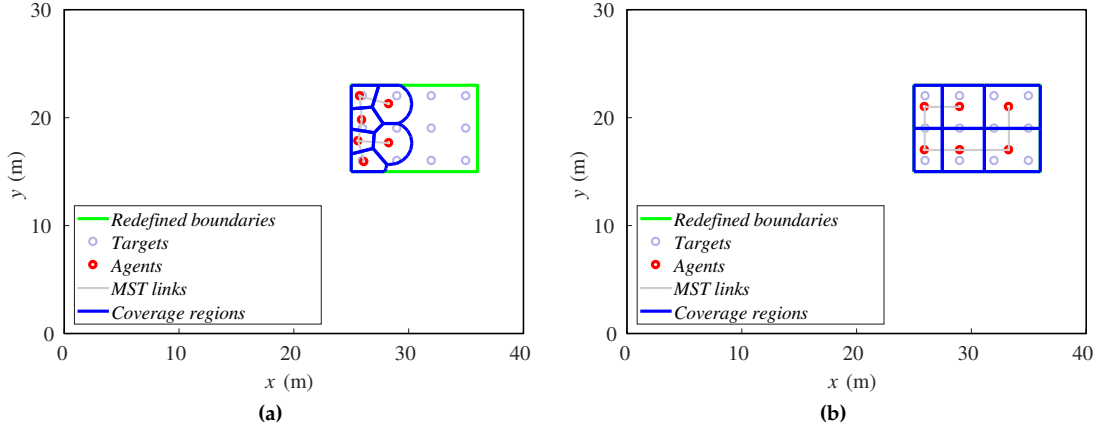 30
20
10
0
y (m)
Redefined boundaries
Targets
Agents
MST links
Coverage regions
0 10 20 30 40
x (m)
(a)
30
20
10
0
y (m)
Redefined boundaries
Targets
Agents
MST links
Coverage regions
0 10 20 30 40
x (m)
(b)